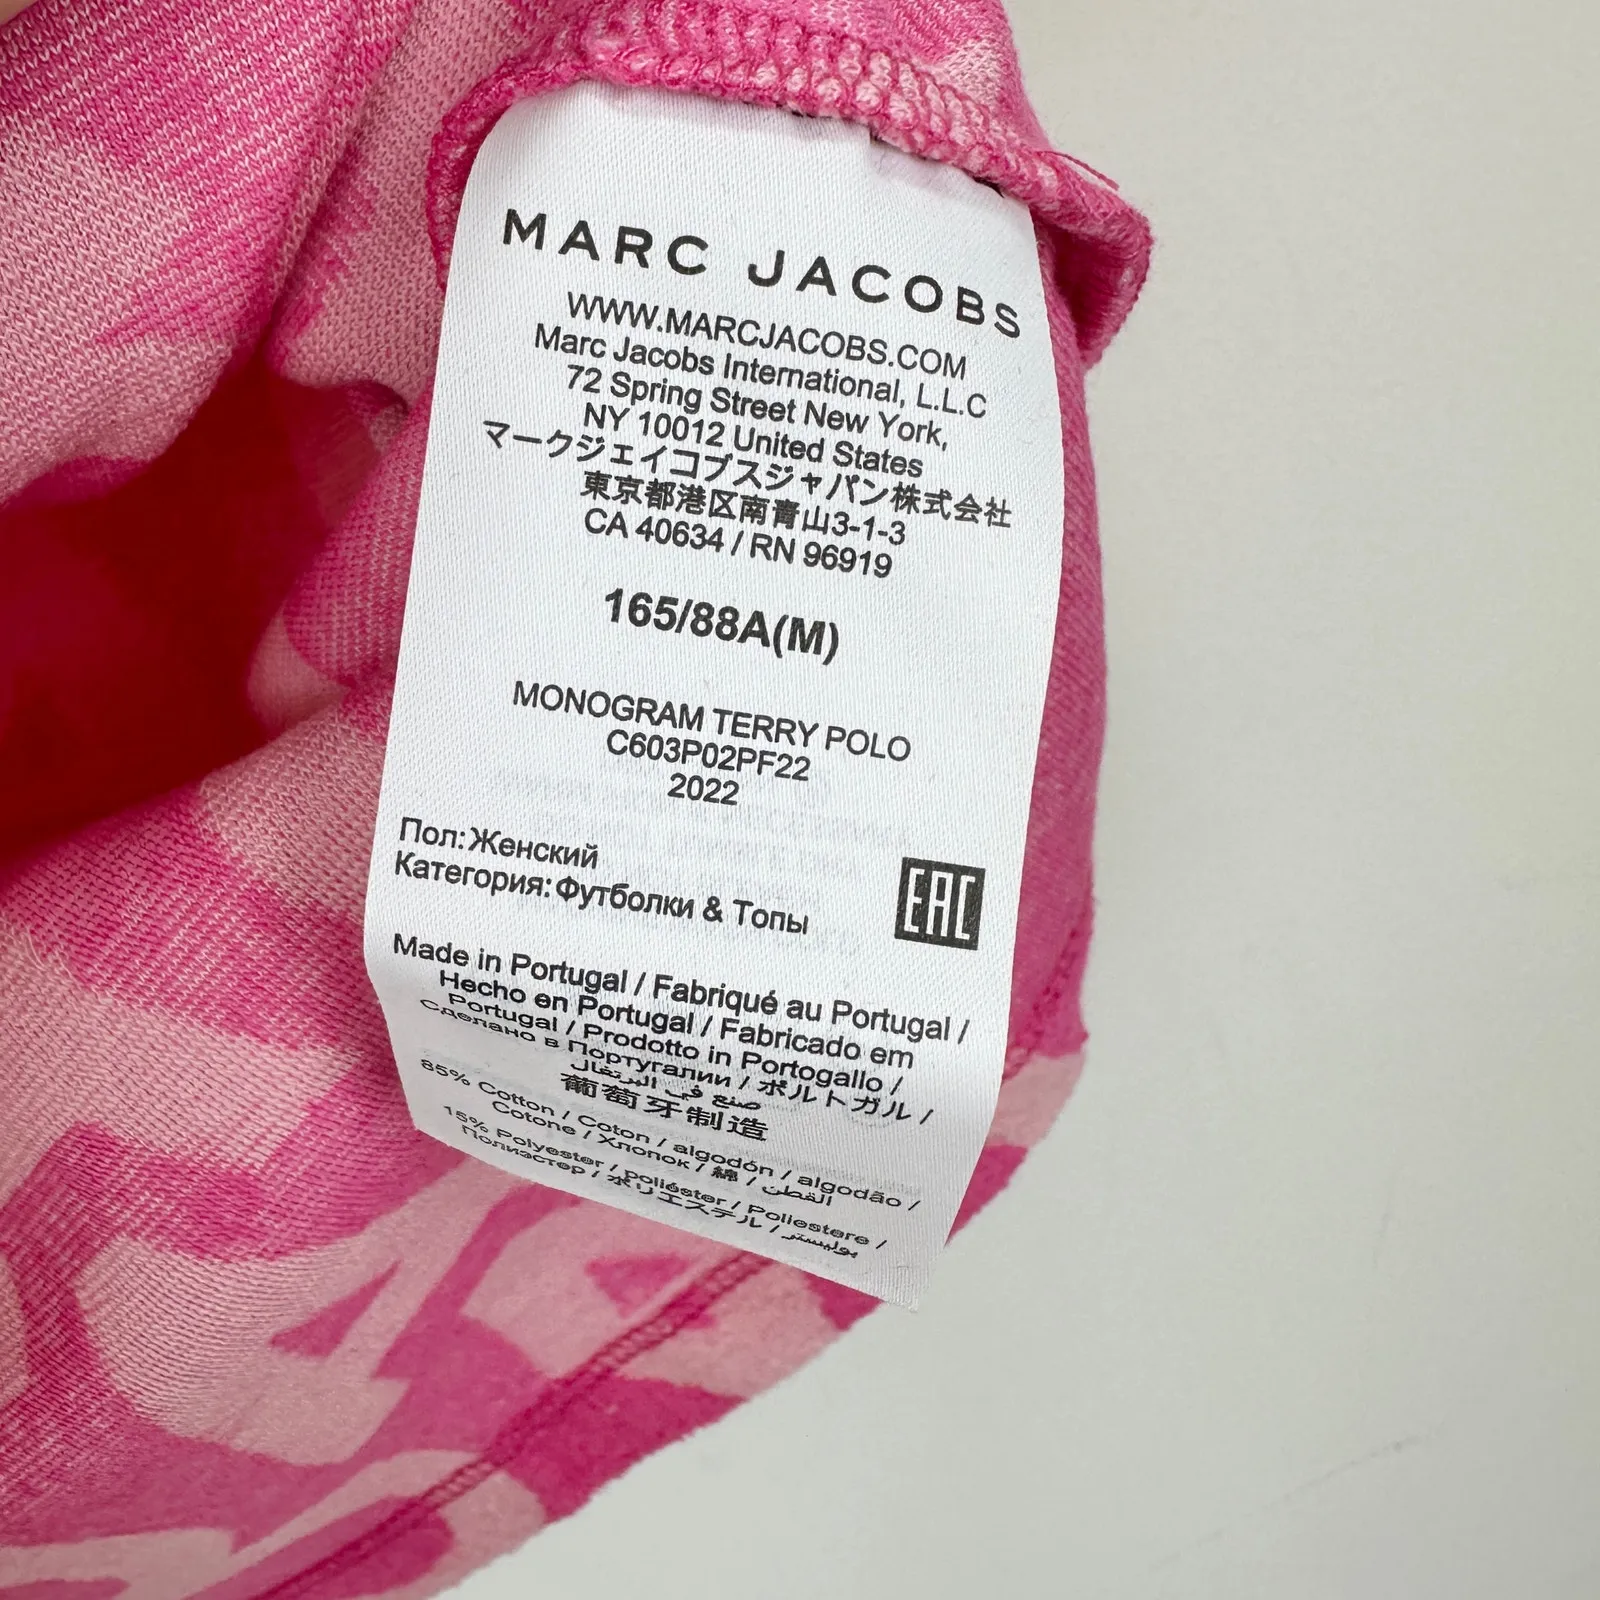 MARC JACOBS
WWW.MARCJACOBS.COM
Marc Jacobs International, L.L.C
72 Spring Street New York,
NY 10012 United States
マークジェイコブスジャパン株式会社
東京都港区南青山3-1-3
CA 40634 / RN 96919
165/88A(M)
MONOGRAM TERRY POLO
C603P02PF22
2022
Пол: Женский
Категория: Футболки & Топы
EAC
Made in Portugal / Fabriqué au Portugal /
Hecho en Portugal / Fabricado em
Portugal / Prodotto in Portogallo /
Сделано в Португалии / ポルトガル /
صنع في البرتغال
葡萄牙制造
85% Cotton / Coton / algodón / algodão /
Cotone / Хлопок / 綿 / القطن
15% Polyester / poliéster / Poliestere /
Полиэстер / ポリエステル / بوليستر